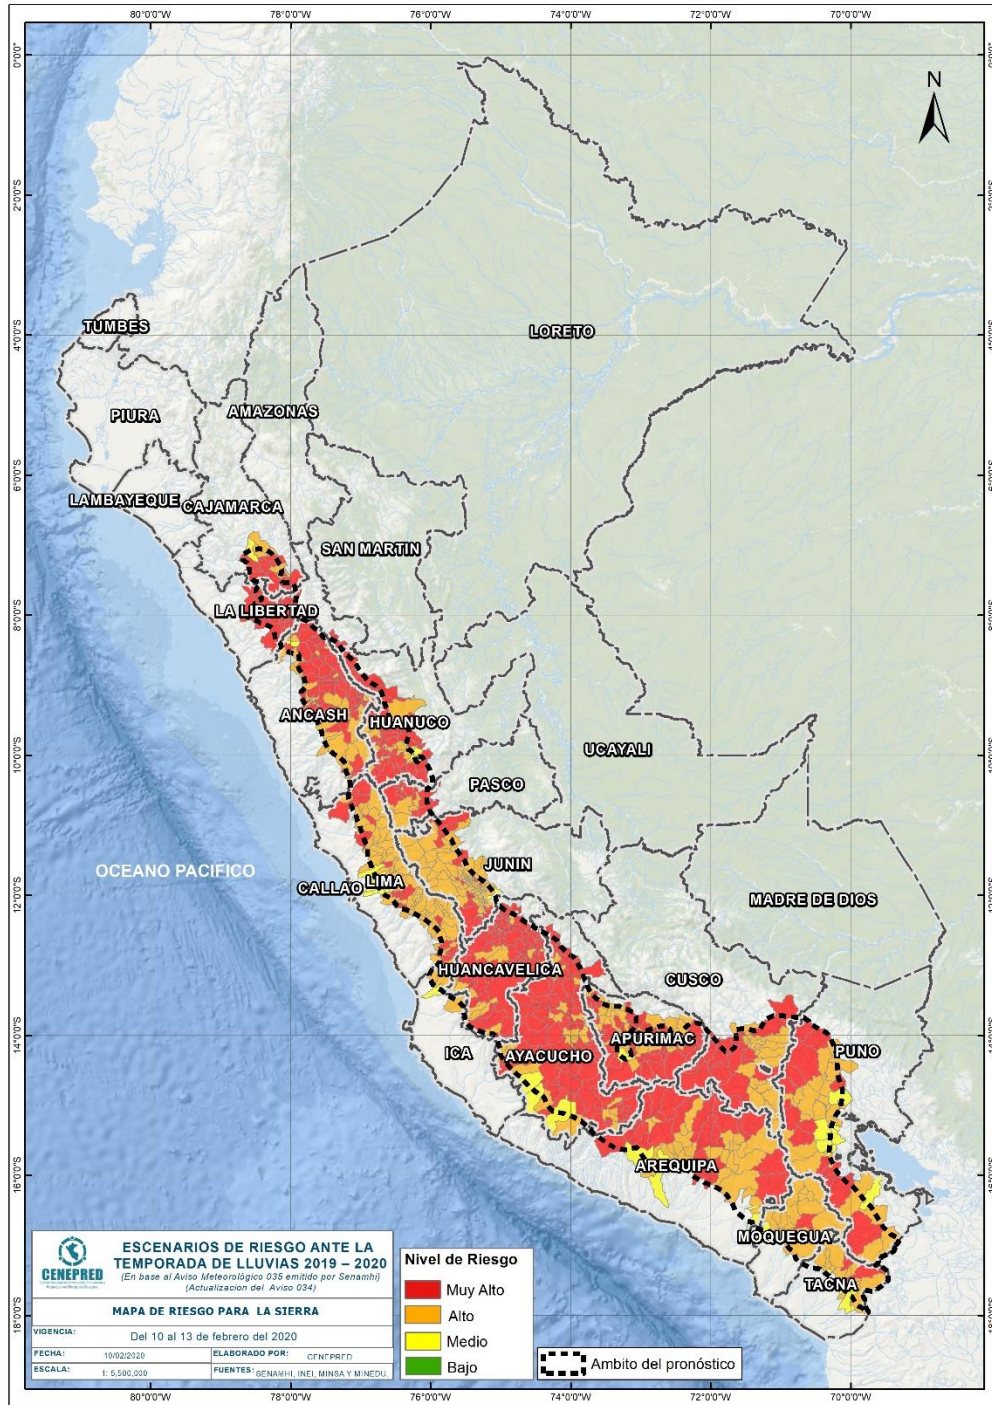 80°0'0"W 78°0'0"W 76°0'0"W 74°0'0"W 72°0'0"W 70°0'0"W
0°0'0"
2°0'0"S
4°0'0"S
6°0'0"S
8°0'0"S
10°0'0"S
12°0'0"S
14°0'0"S
16°0'0"S
18°0'0"S
N
TUMBES
LORETO
PIURA
AMAZONAS
LAMBAYEQUE
CAJAMARCA
SAN MARTIN
LA LIBERTAD
ANCASH
HUANUCO
UCAYALI
PASCO
OCEANO PACIFICO
JUNIN
CALLAO
LIMA
MADRE DE DIOS
HUANCAVELICA
CUSCO
ICA
AYACUCHO
APURIMAC
PUNO
AREQUIPA
MOQUEGUA
TACNA
CENEPRED
ESCENARIOS DE RIESGO ANTE LA
TEMPORADA DE LLUVIAS 2019 – 2020
(En base al Aviso Meteorológico 035 emitido por Senamhi)
(Actualizacion del Aviso 034)
MAPA DE RIESGO PARA LA SIERRA
VIGENCIA: Del 10 al 13 de febrero del 2020
FECHA: 10/02/2020 ELABORADO POR: CENEPRED
ESCALA: 1: 5,500,000 FUENTES: SENAMHI, INEI, MINSA Y MINEDU.
Nivel de Riesgo
Muy Alto
Alto
Medio
Bajo
Ambito del pronóstico
80°0'0"W 78°0'0"W 76°0'0"W 74°0'0"W 72°0'0"W 70°0'0"W